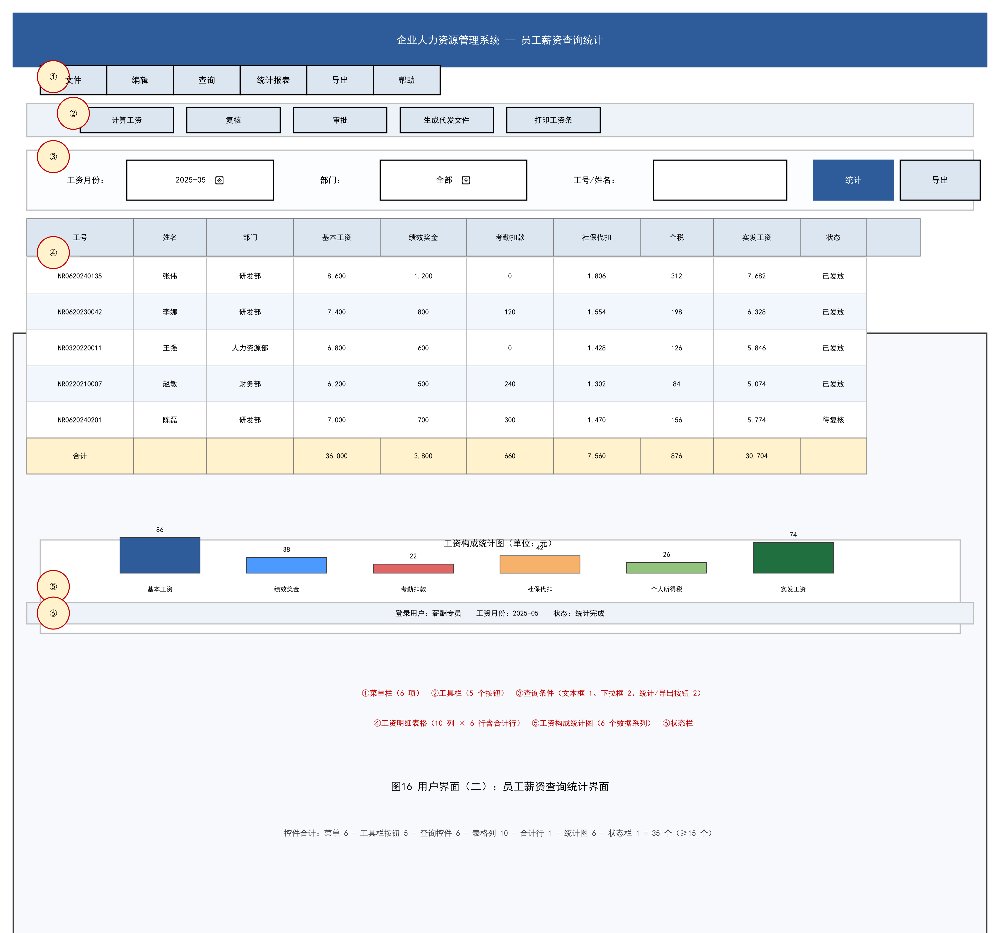 企业人力资源管理系统 — 员工薪资查询统计
① 文件 编辑 查询 统计报表 导出 帮助
② 计算工资 复核 审批 生成代发文件 打印工资条
③
工资月份: 2025-05 部门: 全部 工号/姓名: 统计 导出
工号 姓名 部门 基本工资 绩效奖金 考勤扣款 社保代扣 个税 实发工资 状态
④
NR0620240135 张伟 研发部 8,600 1,200 0 1,806 312 7,682 已发放
NR0620230042 李娜 研发部 7,400 800 120 1,554 198 6,328 已发放
NR0320220011 王强 人力资源部 6,800 600 0 1,428 126 5,846 已发放
NR0220210007 赵敏 财务部 6,200 500 240 1,302 84 5,074 已发放
NR0620240201 陈磊 研发部 7,000 700 300 1,470 156 5,774 待复核
合计 36,000 3,800 660 7,560 876 30,704
工资构成统计图（单位：元）
86 38 22 42 26 74
⑤ 基本工资 绩效奖金 考勤扣款 社保代扣 个人所得税 实发工资
⑥ 登录用户：薪酬专员 工资月份：2025-05 状态：统计完成
①菜单栏（6 项） ②工具栏（5 个按钮） ③查询条件（文本框 1、下拉框 2、统计/导出按钮 2）
④工资明细表格（10 列 × 6 行含合计行） ⑤工资构成统计图（6 个数据系列） ⑥状态栏
图16 用户界面（二）：员工薪资查询统计界面
控件合计：菜单 6 + 工具栏按钮 5 + 查询控件 6 + 表格列 10 + 合计行 1 + 统计图 6 + 状态栏 1 = 35 个（≥15 个）